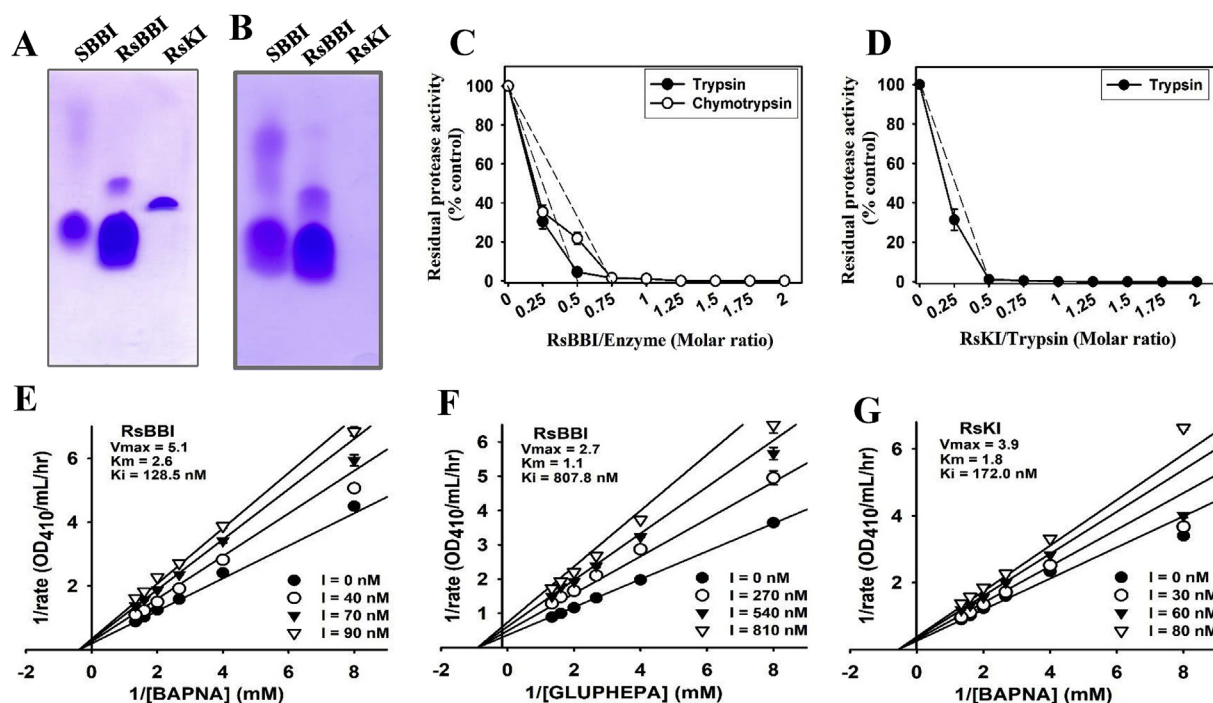 A
SBBI
RsBBI
RsKI
B
SBBI
RsBBI
RsKI
C
Residual protease activity
(% control)
100
80
60
40
20
0
Trypsin
Chymotrypsin
0
0.25
0.5
0.75
1
1.25
1.5
1.75
2
RsBBI/Enzyme (Molar ratio)
D
Residual protease activity
(% control)
100
80
60
40
20
0
Trypsin
0
0.25
0.5
0.75
1
1.25
1.5
1.75
2
RsKI/Trypsin (Molar ratio)
E
RsBBI
Vmax = 5.1
Km = 2.6
Ki = 128.5 nM
1/rate (OD410/mL/hr)
6
4
2
I = 0 nM
I = 40 nM
I = 70 nM
I = 90 nM
-2
0
2
4
6
8
1/[BAPNA] (mM)
F
RsBBI
Vmax = 2.7
Km = 1.1
Ki = 807.8 nM
1/rate (OD410/mL/hr)
6
5
4
3
2
1
I = 0 nM
I = 270 nM
I = 540 nM
I = 810 nM
-2
0
2
4
6
8
1/[GLUPHEPA] (mM)
G
RsKI
Vmax = 3.9
Km = 1.8
Ki = 172.0 nM
1/rate (OD410/mL/hr)
6
4
2
I = 0 nM
I = 30 nM
I = 60 nM
I = 80 nM
-2
0
2
4
6
8
1/[BAPNA] (mM)